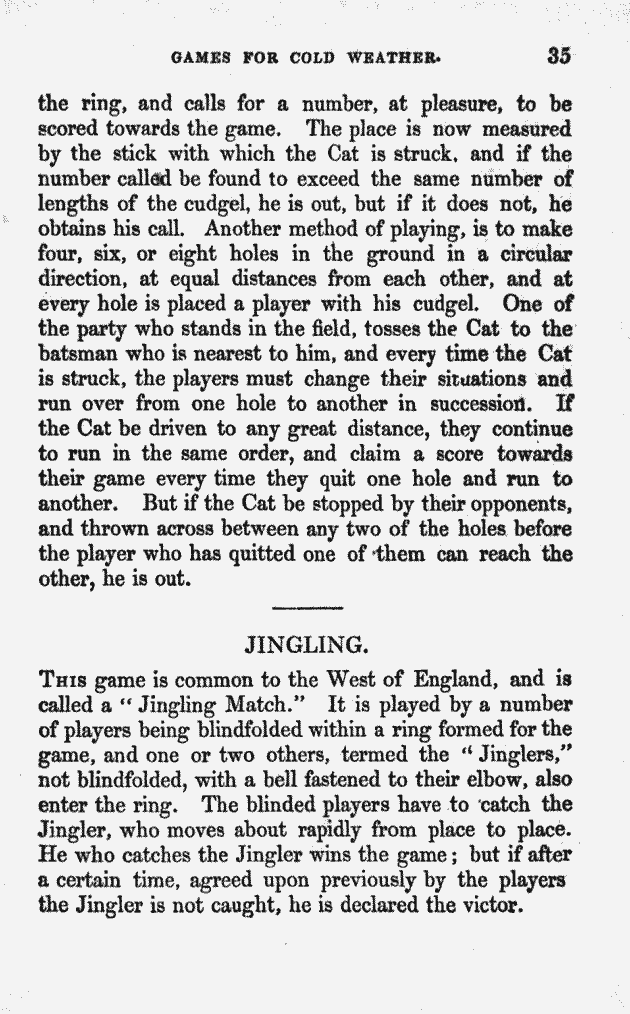 GAMES FOR COLD WEATHER. 35
the ring, and calls for a number, at pleasure, to be
scored towards the game. The place is now measured
by the stick with which the Cat is struck, and if the
number called be found to exceed the same number of
lengths of the cudgel, he is out, but if it does not, he
obtains his call. Another method of playing, is to make
four, six, or eight holes in the ground in a circular
direction, at equal distances from each other, and at
every hole is placed a player with his cudgel. One of
the party who stands in the field, tosses the Cat to the
batsman who is nearest to him, and every time the Cat
is struck, the players must change their situations and
run over from one hole to another in succession. If
the Cat be driven to any great distance, they continue
to run in the same order, and claim a score towards
their game every time they quit one hole and run to
another. But if the Cat be stopped by their opponents,
and thrown across between any two of the holes before
the player who has quitted one of them can reach the
other, he is out.
JINGLING.
THIS game is common to the West of England, and is
called a “ Jingling Match.” It is played by a number
of players being blindfolded within a ring formed for the
game, and one or two others, termed the “ Jinglers,”
not blindfolded, with a bell fastened to their elbow, also
enter the ring. The blinded players have to catch the
Jingler, who moves about rapidly from place to place.
He who catches the Jingler wins the game ; but if after
a certain time, agreed upon previously by the players
the Jingler is not caught, he is declared the victor.